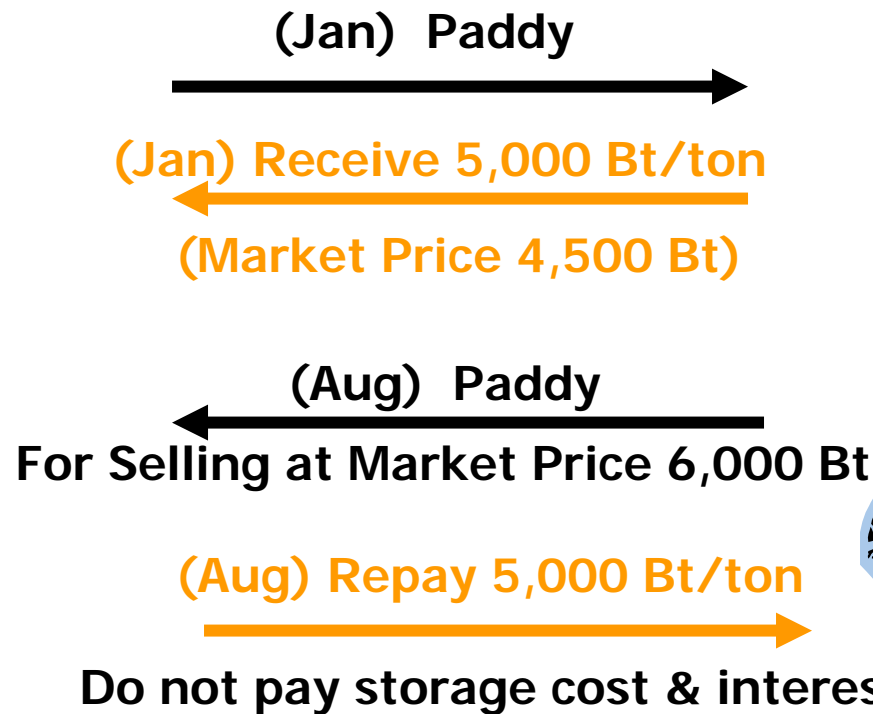 (Jan) Paddy
(Jan) Receive 5,000 Bt/ton
(Market Price 4,500 Bt)
(Aug) Paddy
For Selling at Market Price 6,000 Bt
(Aug) Repay 5,000 Bt/ton
Do not pay storage cost & interes